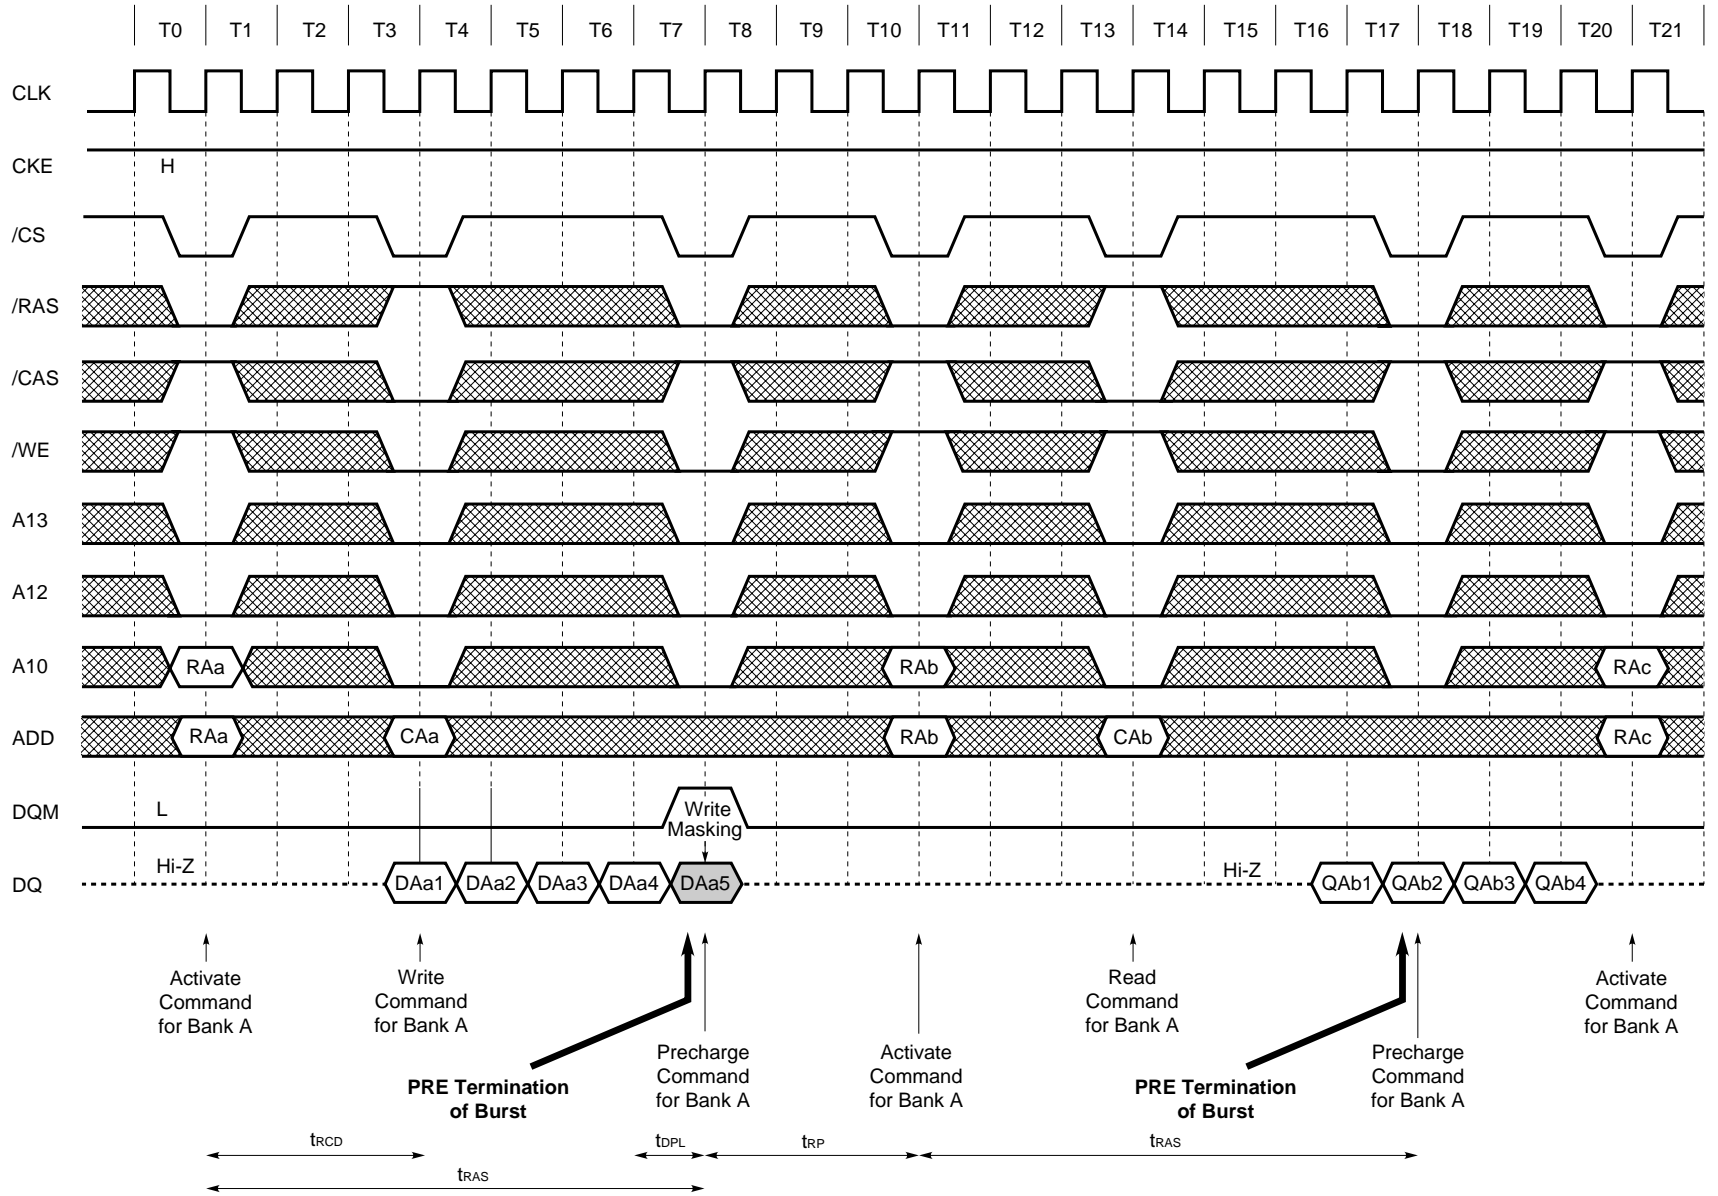 T0 T1 T2 T3 T4 T5 T6 T7 T8 T9 T10 T11 T12 T13 T14 T15 T16 T17 T18 T19 T20 T21
CLK
CKE H
/CS
/RAS
/CAS
/WE
A13
A12
A10 RAa RAb RAc
ADD RAa CAa RAb CAb RAc
DQM L Write
Masking
DQ Hi-Z DAa1 DAa2 DAa3 DAa4 DAa5 Hi-Z QAb1 QAb2 QAb3 QAb4
Activate
Command
for Bank A
Write
Command
for Bank A
PRE Termination
of Burst
Precharge
Command
for Bank A
Activate
Command
for Bank A
Read
Command
for Bank A
PRE Termination
of Burst
Precharge
Command
for Bank A
Activate
Command
for Bank A
tRCD tDPL tRP tRAS
tRAS